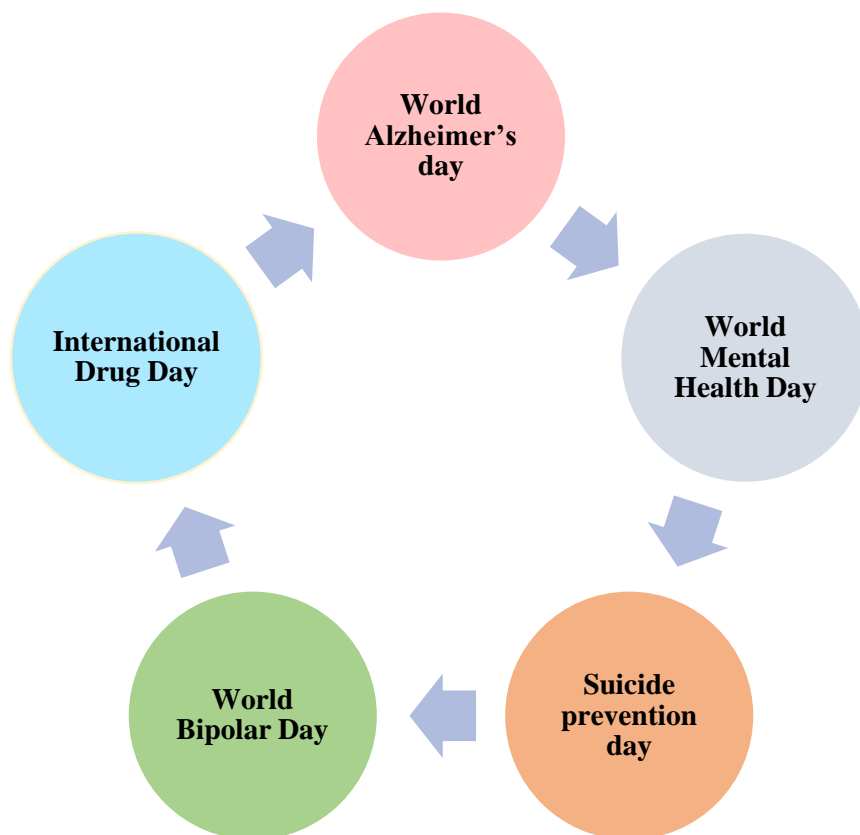 World
Alzheimer’s
day
World
Mental
Health Day
Suicide
prevention
day
World
Bipolar Day
International
Drug Day